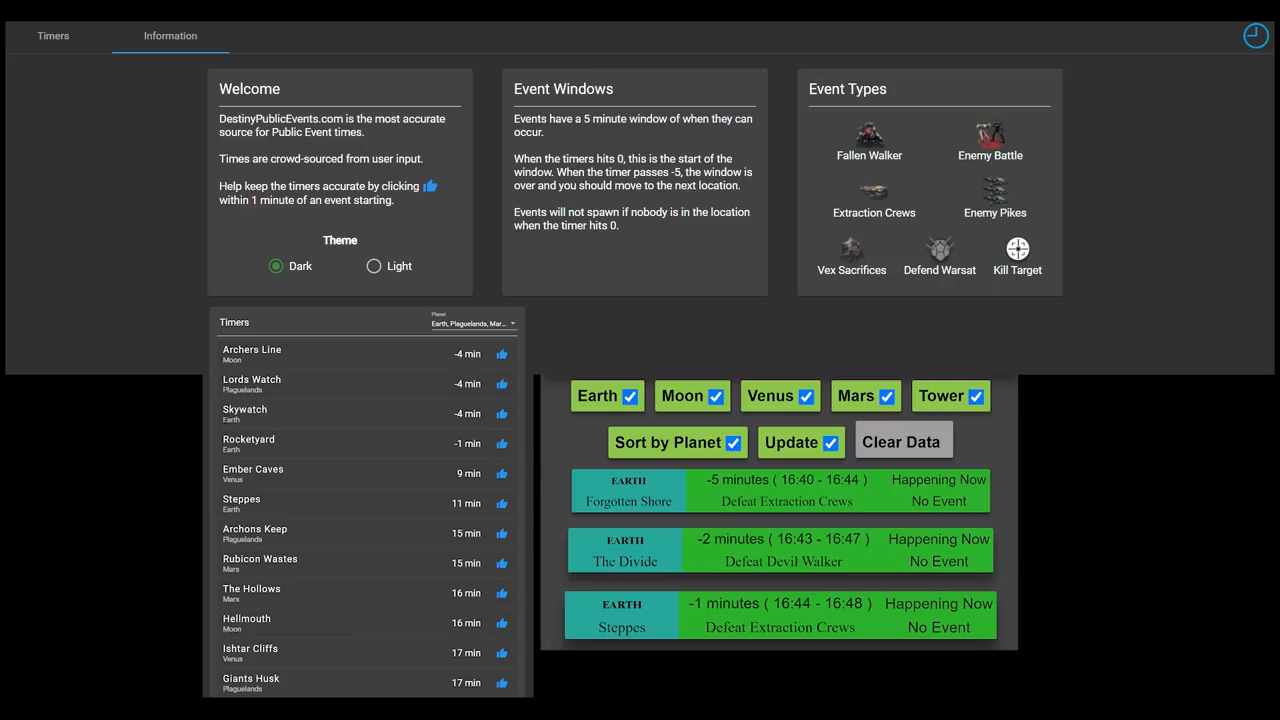 Timers
Information
Welcome
DestinyPublicEvents.com is the most accurate
source for Public Event times.
Times are crowd-sourced from user input.
Help keep the timers accurate by clicking
within 1 minute of an event starting.
Theme
Dark
Light
Event Windows
Events have a 5 minute window of when they can
occur.
When the timers hits 0, this is the start of the
window. When the timer passes -5, the window is
over and you should move to the next location.
Events will not spawn if nobody is in the location
when the timer hits 0.
Event Types
Fallen Walker
Enemy Battle
Extraction Crews
Enemy Pikes
Vex Sacrifices
Defend Warsat
Kill Target
Timers
Planet
Earth, Plaguelands, Mar...
Archers Line
Moon
-4 min
Lords Watch
Plaguelands
-4 min
Skywatch
Earth
-4 min
Rocketyard
Earth
-1 min
Ember Caves
Venus
9 min
Steppes
Earth
11 min
Archons Keep
Plaguelands
15 min
Rubicon Wastes
Mars
15 min
The Hollows
Mars
16 min
Hellmouth
Moon
16 min
Ishtar Cliffs
Venus
17 min
Giants Husk
Plaguelands
17 min
Earth
Moon
Venus
Mars
Tower
Sort by Planet
Update
Clear Data
EARTH
Forgotten Shore
-5 minutes ( 16:40 - 16:44 )
Defeat Extraction Crews
Happening Now
No Event
EARTH
The Divide
-2 minutes ( 16:43 - 16:47 )
Defeat Devil Walker
Happening Now
No Event
EARTH
Steppes
-1 minutes ( 16:44 - 16:48 )
Defeat Extraction Crews
Happening Now
No Event